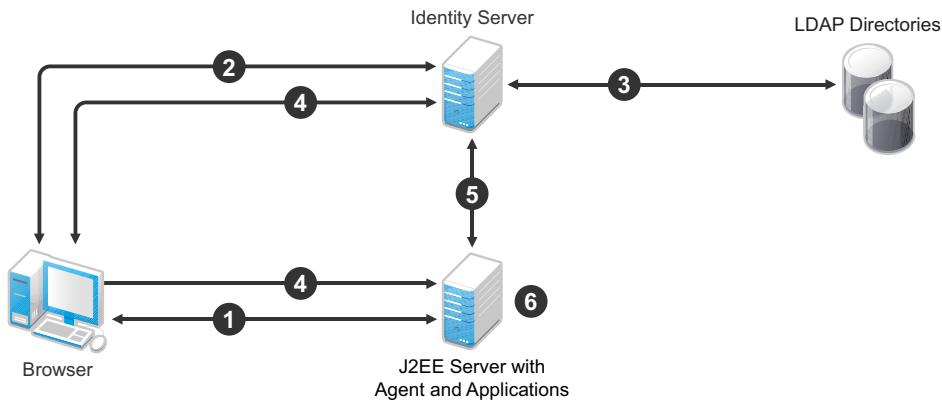 Identity Server
LDAP Directories
2
4
3
5
4
1
6
Browser
J2EE Server with
Agent and Applications